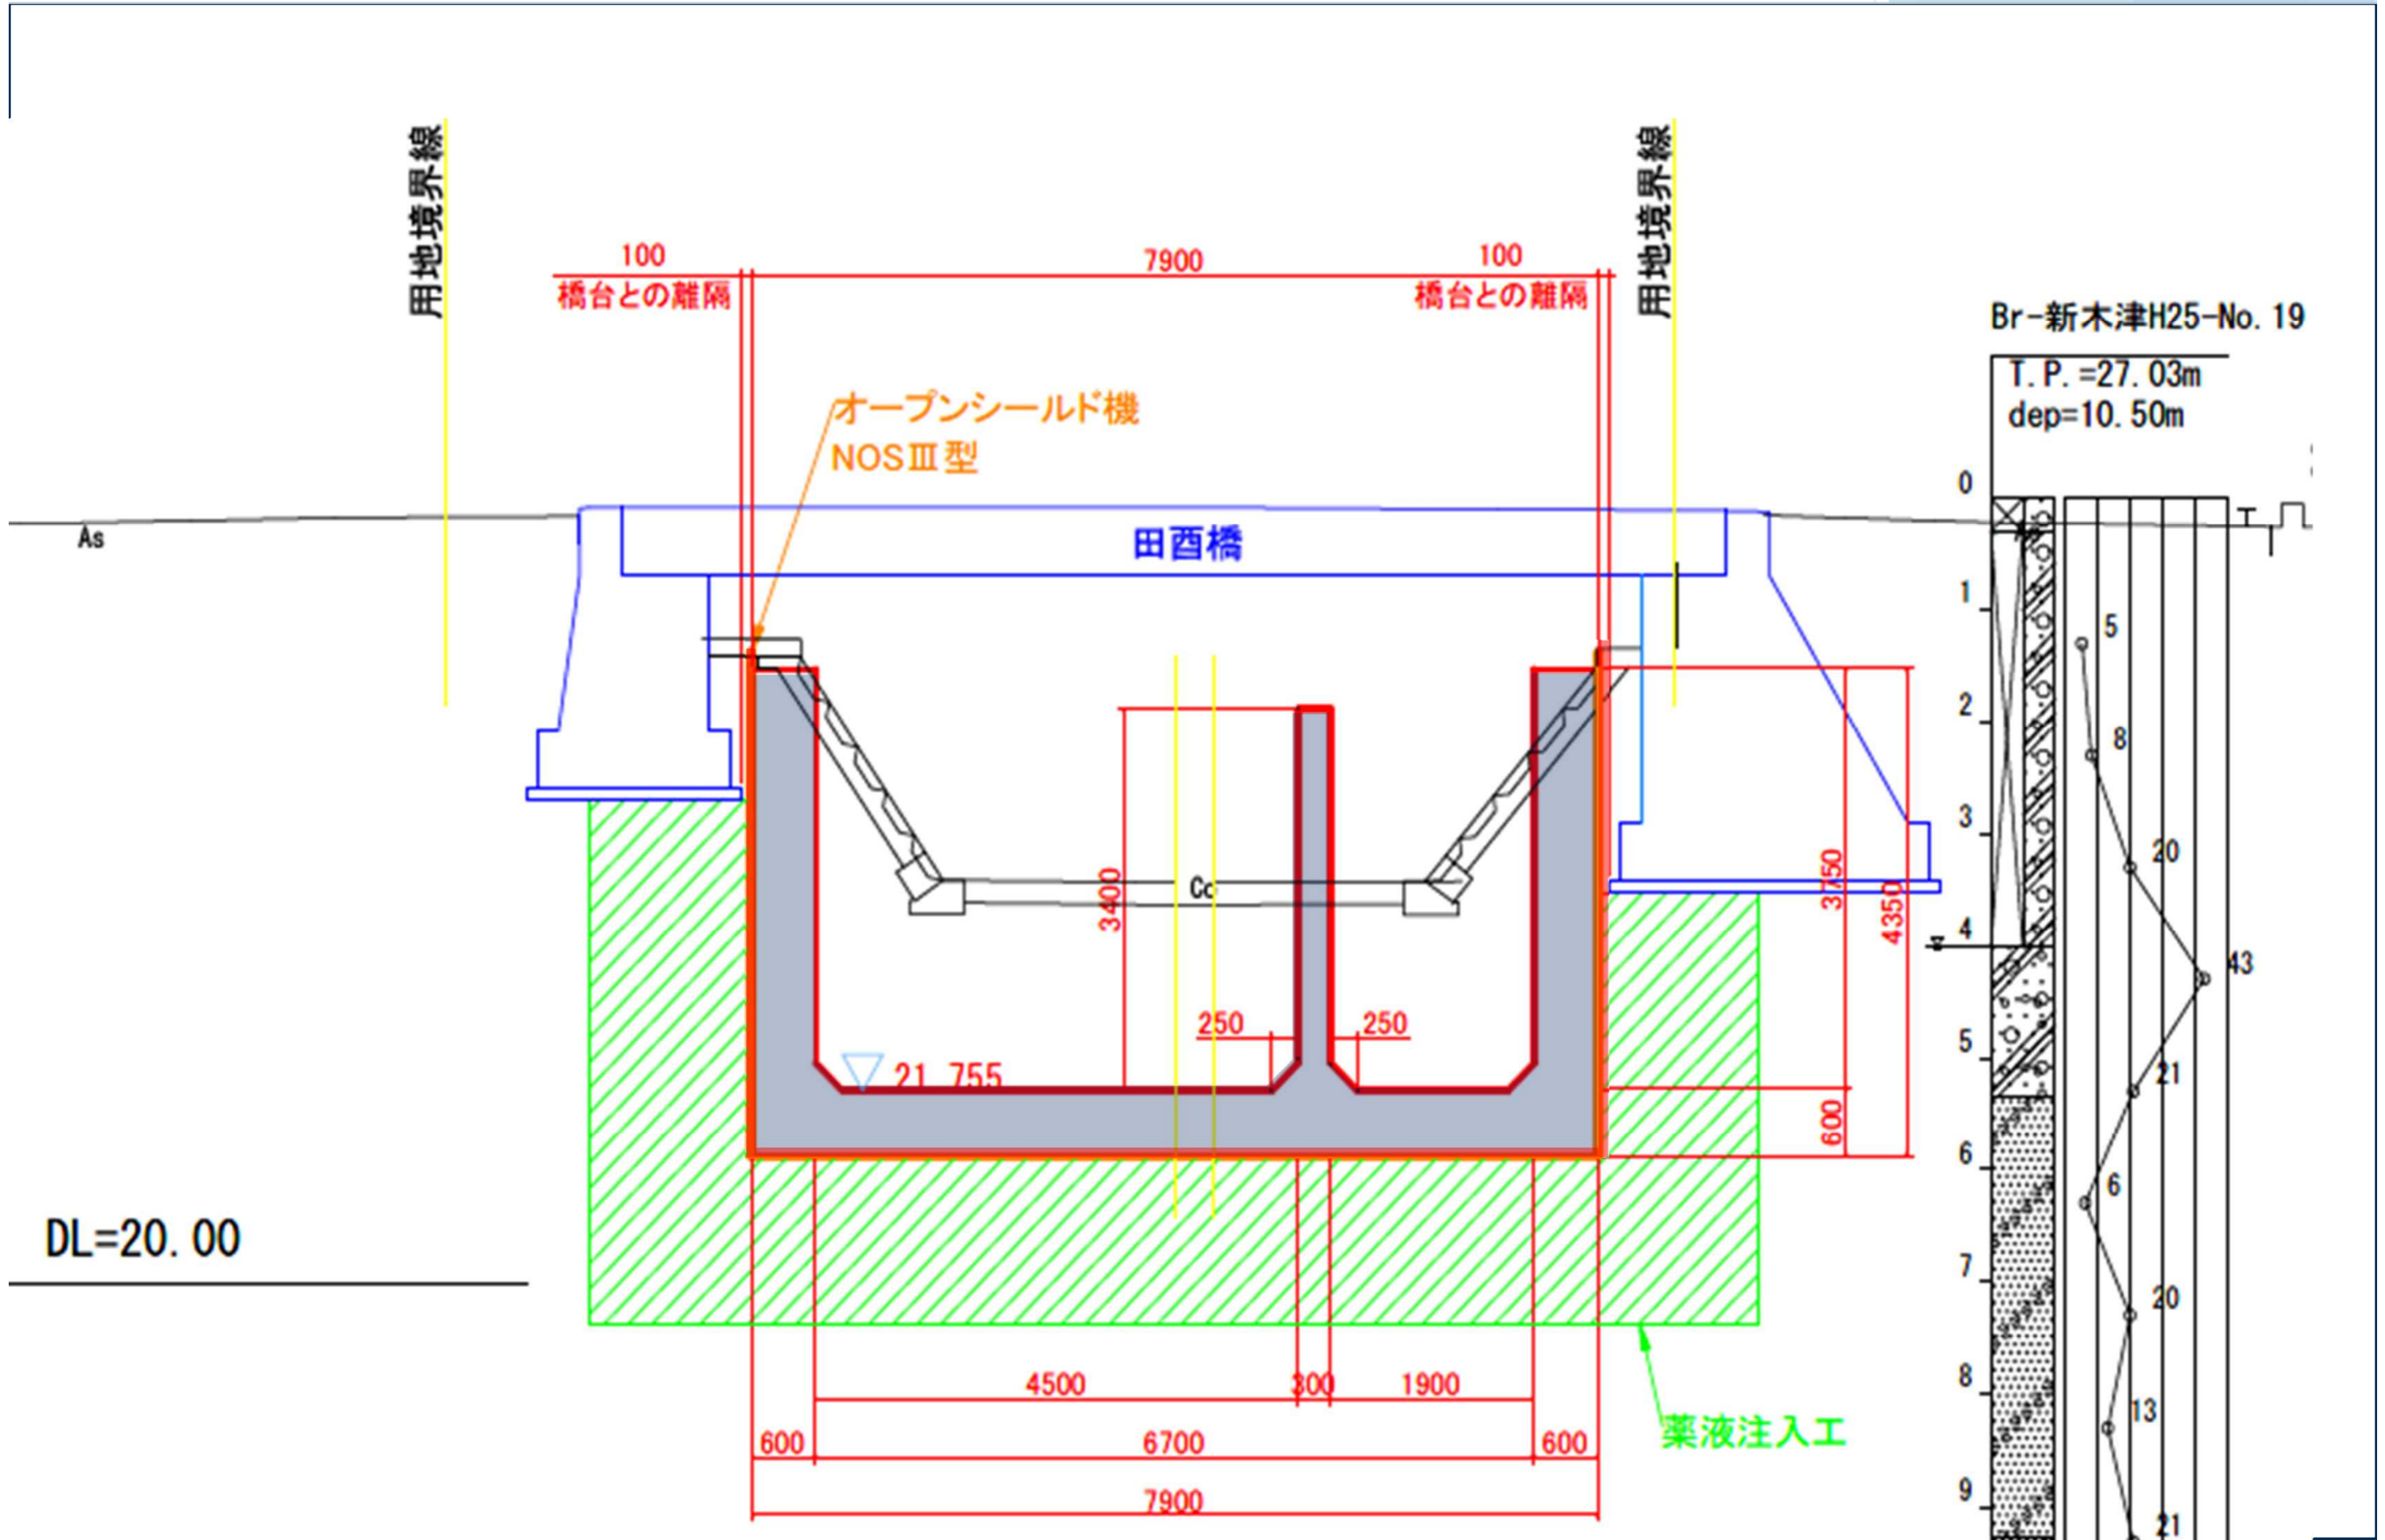 用地境界線
用地境界線
100
7900
100
橋台との離隔
橋台との離隔
Br-新木津H25-No.19
T.P.=27.03m
dep=10.50m
オープンシールド機
NOSⅢ型
As
田酉橋
0
1
2
3
4
5
6
7
8
9
5
8
20
43
21
6
20
13
21
3400
Co
3750
4350
250
250
21 755
600
DL=20.00
4500
300
1900
600
6700
600
7900
薬液注入工